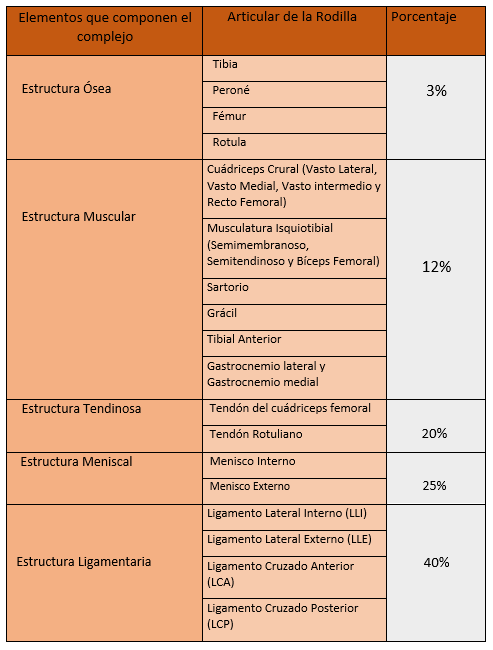 Elementos que componen el
complejo
Articular de la Rodilla
Porcentaje
Estructura Ósea
Tibia
Peroné
Fémur
Rotula
3%
Estructura Muscular
Cuádriceps Crural (Vasto Lateral,
Vasto Medial, Vasto intermedio y
Recto Femoral)
Musculatura Isquiotibial
(Semimembranoso,
Semitendinoso y Bíceps Femoral)
Sartorio
Grácil
Tibial Anterior
Gastrocnemio lateral y
Gastrocnemio medial
12%
Estructura Tendinosa
Tendón del cuádriceps femoral
Tendón Rotuliano
20%
Estructura Meniscal
Menisco Interno
Menisco Externo
25%
Estructura Ligamentaria
Ligamento Lateral Interno (LLI)
Ligamento Lateral Externo (LLE)
Ligamento Cruzado Anterior
(LCA)
Ligamento Cruzado Posterior
(LCP)
40%